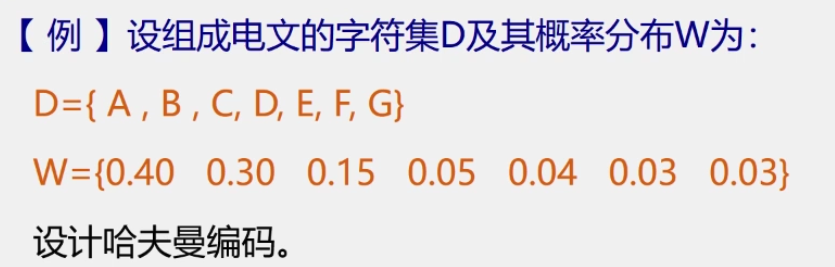 【 例 】设组成电文的字符集D及其概率分布W为：
D={ A , B , C, D, E, F, G}
W={0.40 0.30 0.15 0.05 0.04 0.03 0.03}
设计哈夫曼编码。